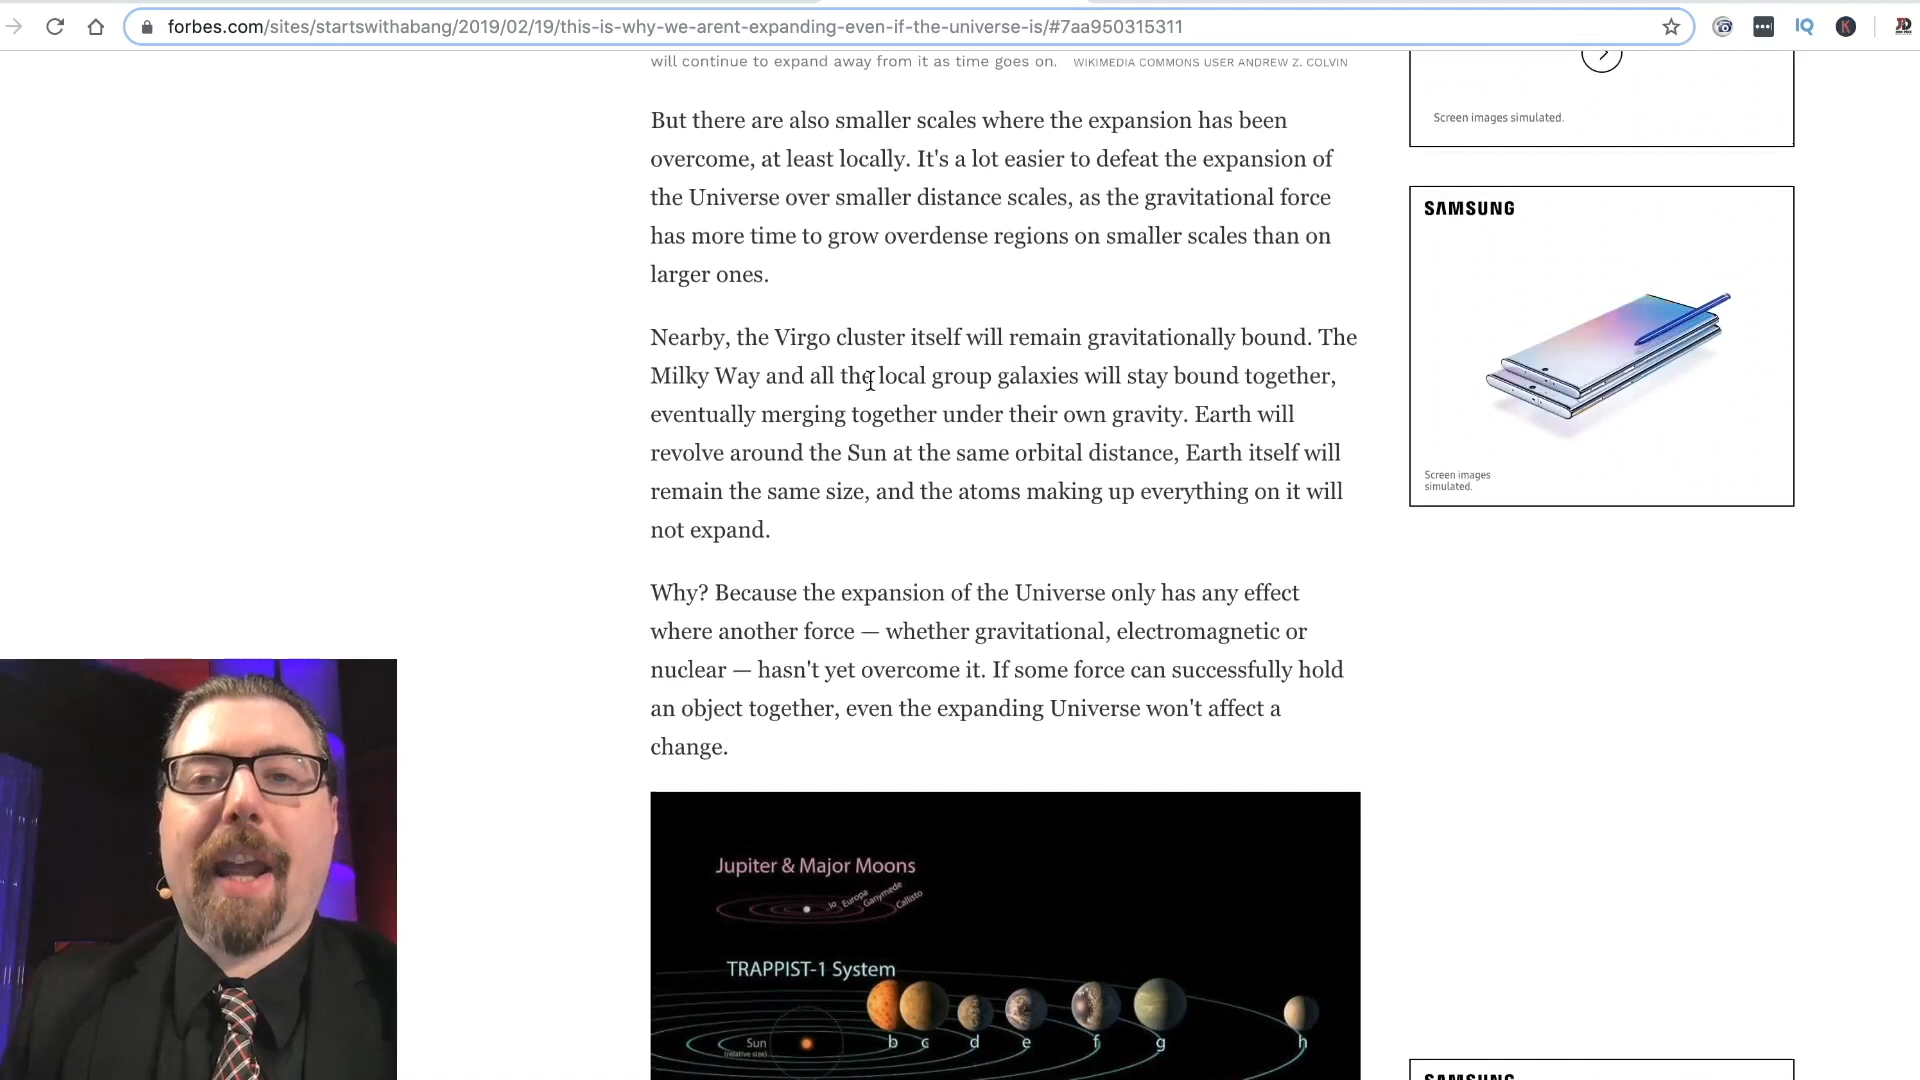 forbes.com/sites/startswithabang/2019/02/19/this-is-why-we-arent-expanding-even-if-the-universe-is/#7aa950315311
IQ
K
will continue to expand away from it as time goes on. WIKIMEDIA COMMONS USER ANDREW Z. COLVIN
But there are also smaller scales where the expansion has been
overcome, at least locally. It's a lot easier to defeat the expansion of
the Universe over smaller distance scales, as the gravitational force
has more time to grow overdense regions on smaller scales than on
larger ones.
Nearby, the Virgo cluster itself will remain gravitationally bound. The
Milky Way and all the local group galaxies will stay bound together,
eventually merging together under their own gravity. Earth will
revolve around the Sun at the same orbital distance, Earth itself will
remain the same size, and the atoms making up everything on it will
not expand.
Why? Because the expansion of the Universe only has any effect
where another force — whether gravitational, electromagnetic or
nuclear — hasn't yet overcome it. If some force can successfully hold
an object together, even the expanding Universe won't affect a
change.
Jupiter & Major Moons
Io Europa Ganymede Callisto
TRAPPIST-1 System
Sun
(relative size)
b c d e f g h
Screen images simulated.
SAMSUNG
Screen images
simulated.
SAMSUNG